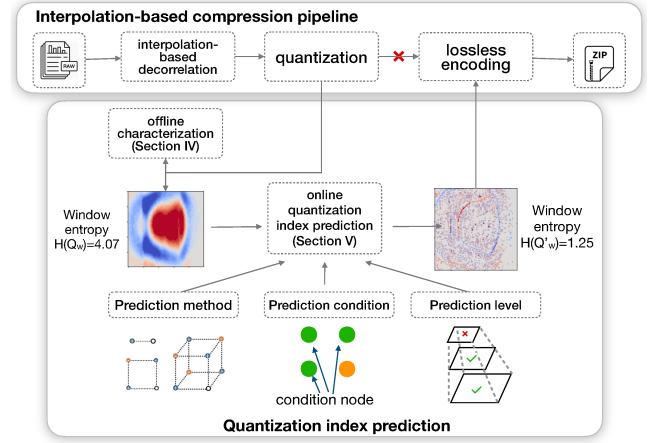 Interpolation-based compression pipeline
RAW
interpolation-
based
decorrelation
quantization
lossless
encoding
ZIP
offline
characterization
(Section IV)
Window
entropy
H(Qw)=4.07
online
quantization
index prediction
(Section V)
Window
entropy
H(Q'w)=1.25
Prediction method
Prediction condition
Prediction level
condition node
Quantization index prediction